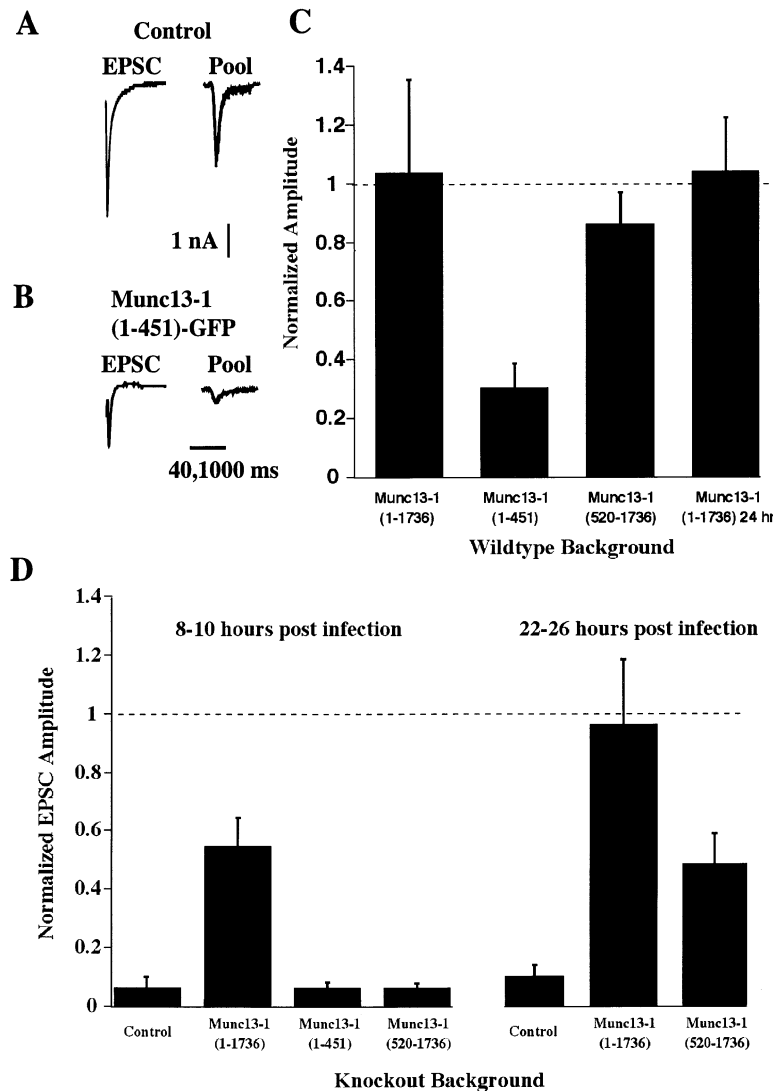 A
Control
EPSC Pool
1 nA
B
Munc13-1
(1-451)-GFP
EPSC Pool
40,1000 ms
C
Normalized Amplitude
1.4
1.2
1
0.8
0.6
0.4
0.2
0
Munc13-1
(1-1736)
Munc13-1
(1-451)
Munc13-1
(520-1736)
Munc13-1
(1-1736) 24 hr
Wildtype Background
D
Normalized EPSC Amplitude
1.4
1.2
1
0.8
0.6
0.4
0.2
0
8-10 hours post infection
22-26 hours post infection
Control
Munc13-1
(1-1736)
Munc13-1
(1-451)
Munc13-1
(520-1736)
Control
Munc13-1
(1-1736)
Munc13-1
(520-1736)
Knockout Background